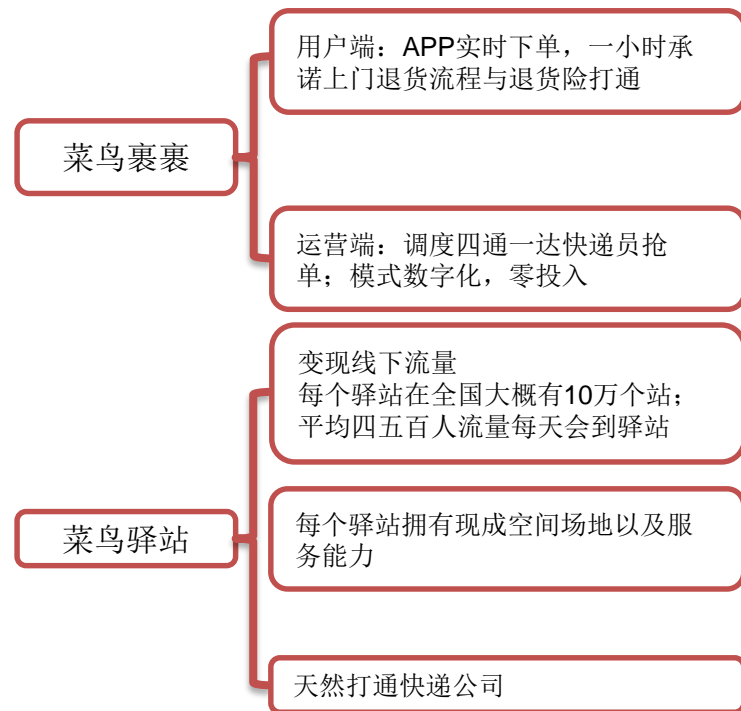 用户端：APP实时下单，一小时承
诺上门退货流程与退货险打通
菜鸟裹裹
运营端：调度四通一达快递员抢
单；模式数字化，零投入
变现线下流量
每个驿站在全国大概有10万个站；
平均四五百人流量每天会到驿站
菜鸟驿站
每个驿站拥有现成空间场地以及服
务能力
天然打通快递公司